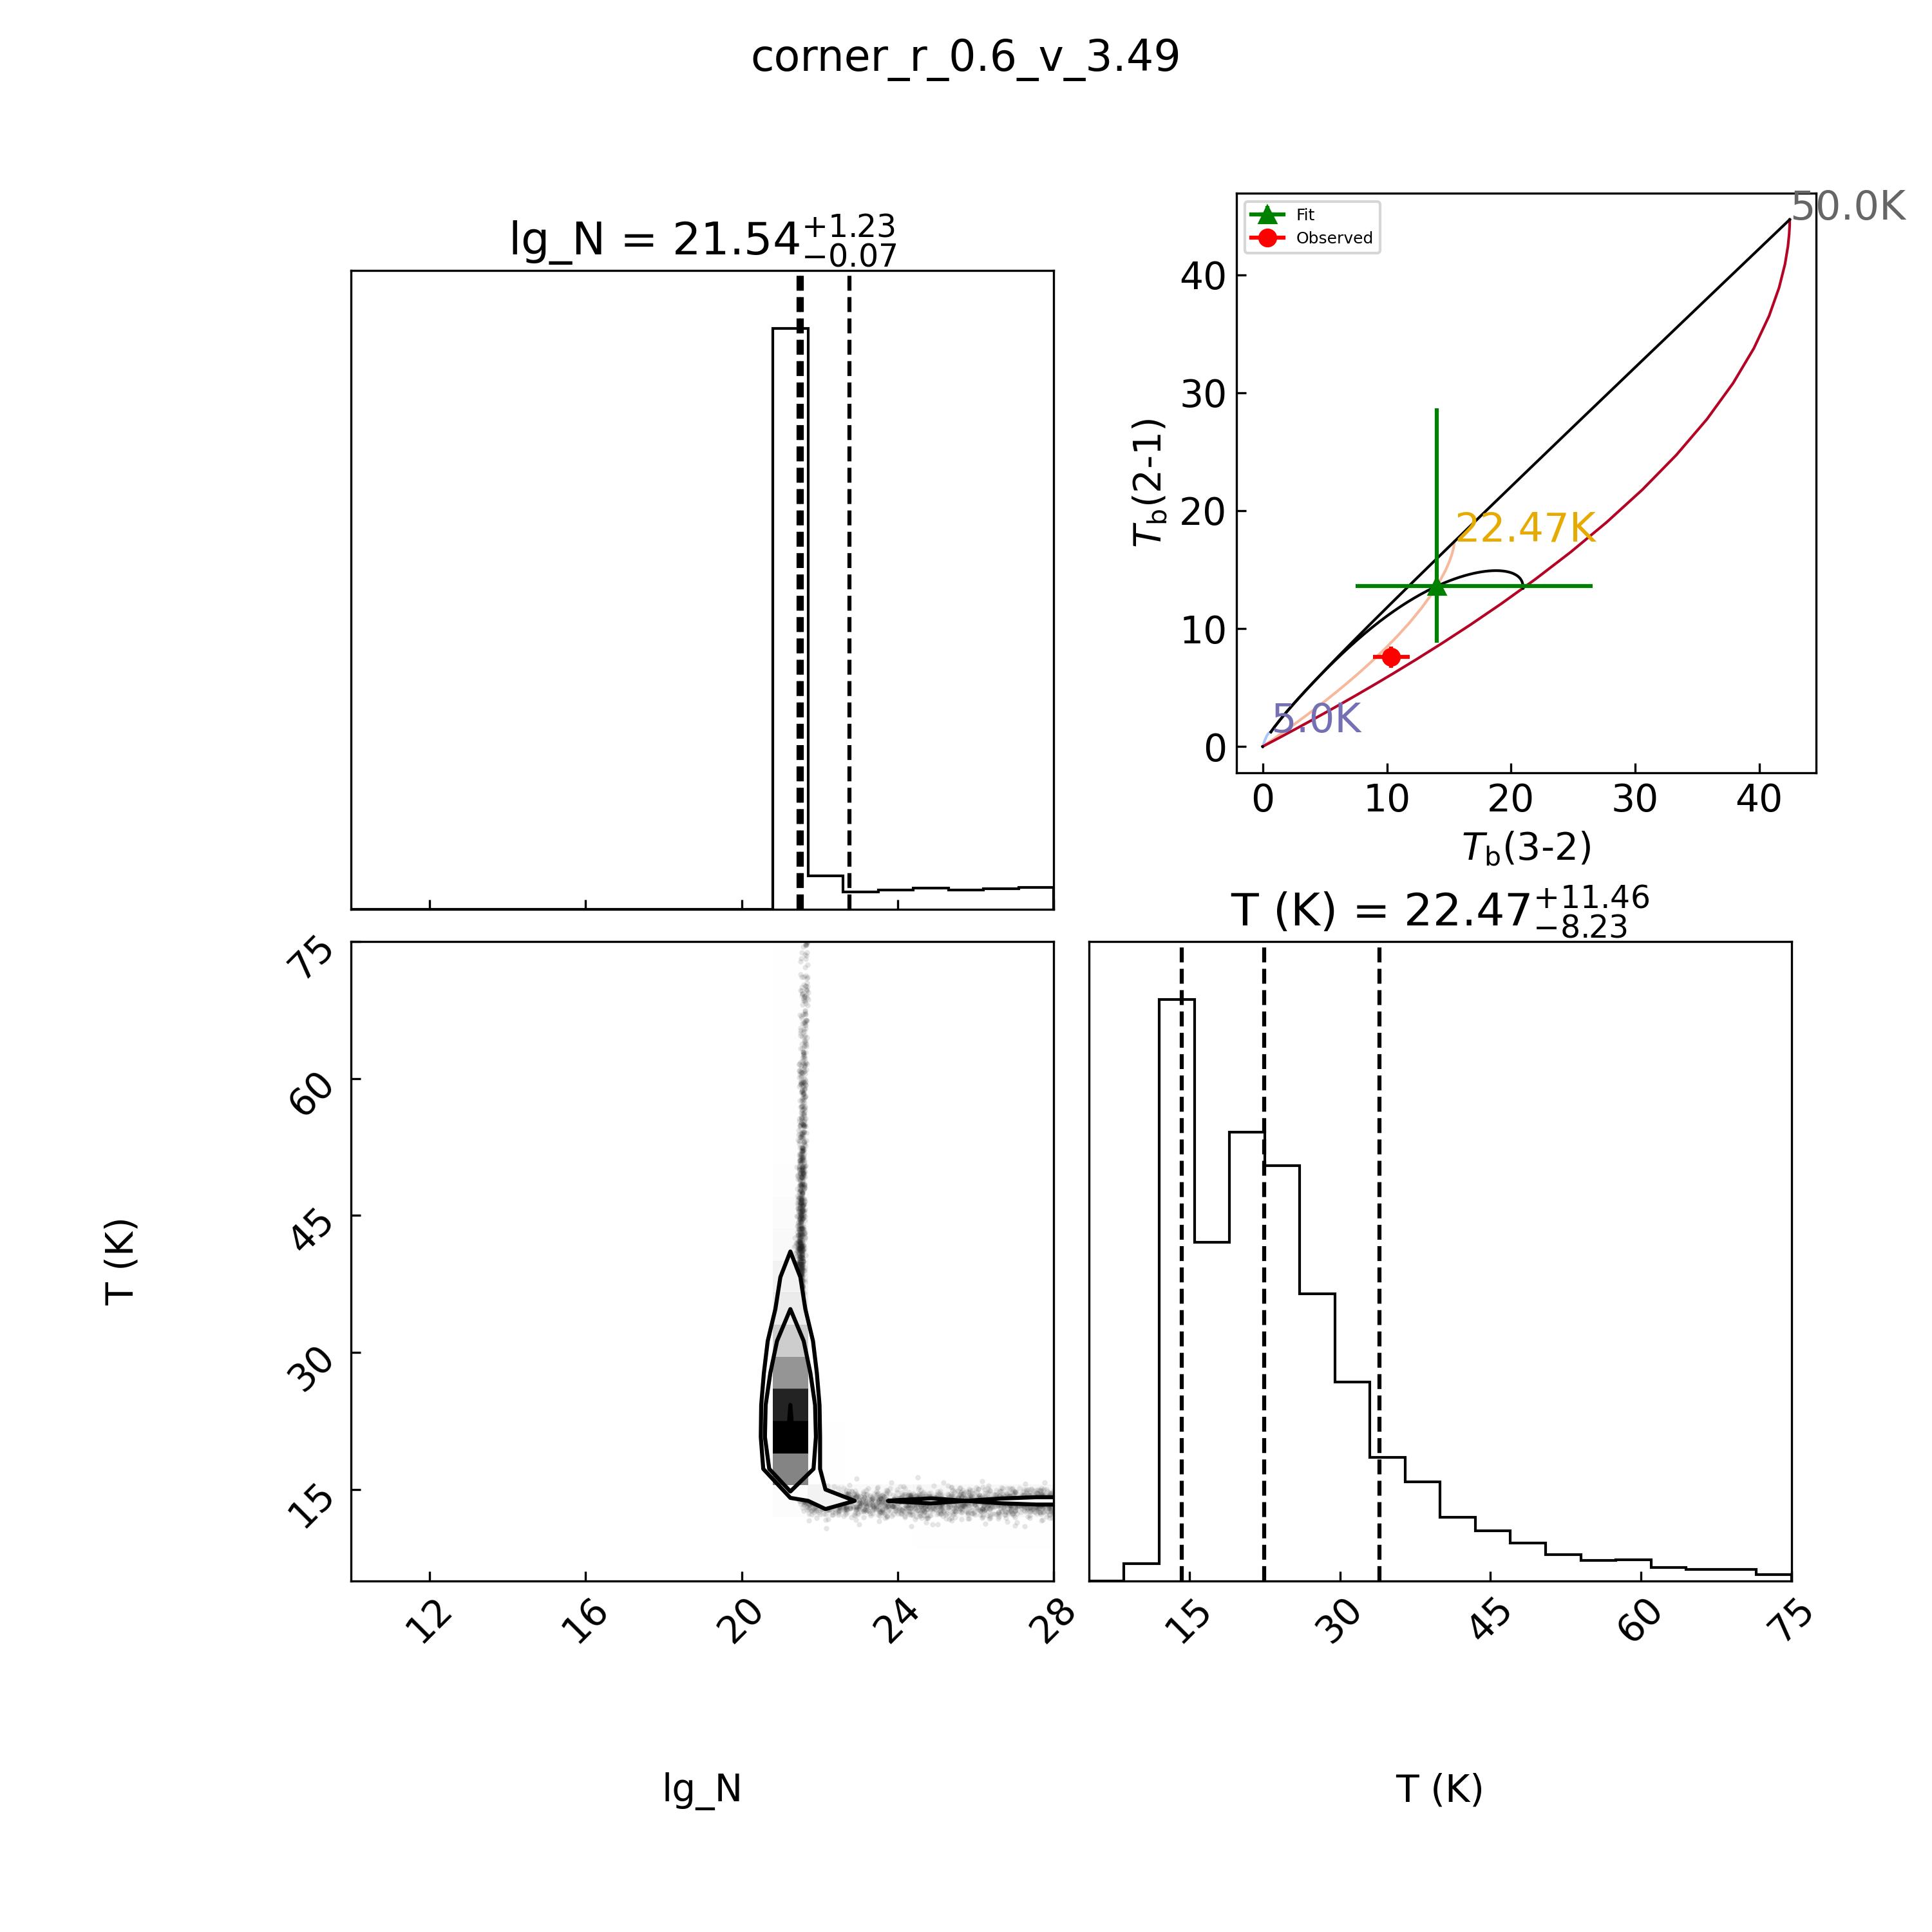 corner_r_0.6_v_3.49
lg_N = 21.54+1.23−0.07
50.0K
Fit
Observed
40
30
20
10
0
Tb(2-1)
22.47K
5.0K
0 10 20 30 40
Tb(3-2)
T (K) = 22.47+11.46−8.23
75
60
45
30
15
T (K)
12 16 20 24 28
15 30 45 60 75
lg_N
T (K)